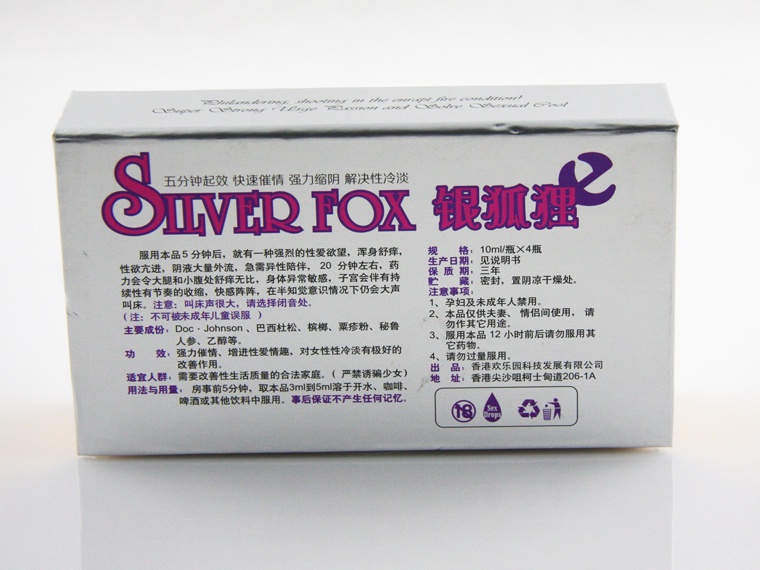 Philandering, shooting in the enrapt fire condition!
Super Strong Urge Passion and Solve Sexual Cool
五分钟起效 快速催情 强力缩阴 解决性冷淡
SILVER FOX 银狐狸 e
服用本品5分钟后，就有一种强烈的性爱欲望，浑身舒痒，
性欲亢进，阴液大量外流，急需异性陪伴，20分钟左右，药
力会令大腿和小腹处舒痒无比，身体异常敏感，子宫会伴有持
续性有节奏的收缩，快感阵阵，在半知觉意识情况下仍会大声
叫床。注意：叫床声很大，请选择闭音处。
（注：不可被未成年儿童误服）
主要成份：Doc·Johnson、巴西杜松、槟榔、粟疹粉、秘鲁
人参、乙醇等。
功 效：强力催情、增进性爱情趣，对女性性冷淡有极好的
改善作用。
适宜人群：需要改善性生活质量的合法家庭。（严禁诱骗少女）
用法与用量：房事前5分钟，取本品3ml到5ml溶于开水、咖啡、
啤酒或其他饮料中服用。事后保证不产生任何记忆。
规 格：10ml/瓶×4瓶
生产日期：见说明书
保 质 期：三年
贮 藏：密封，置阴凉干燥处。
注意事项：
1、孕妇及未成年人禁用。
2、本品仅供夫妻、情侣间使用，请
勿作其它用途。
3、服用本品12小时前后请勿服用其
它药物。
4、请勿过量服用。
出 品：香港欢乐园科技发展有限公司
地 址：香港尖沙咀柯士甸道206-1A
18
Sex
Drops